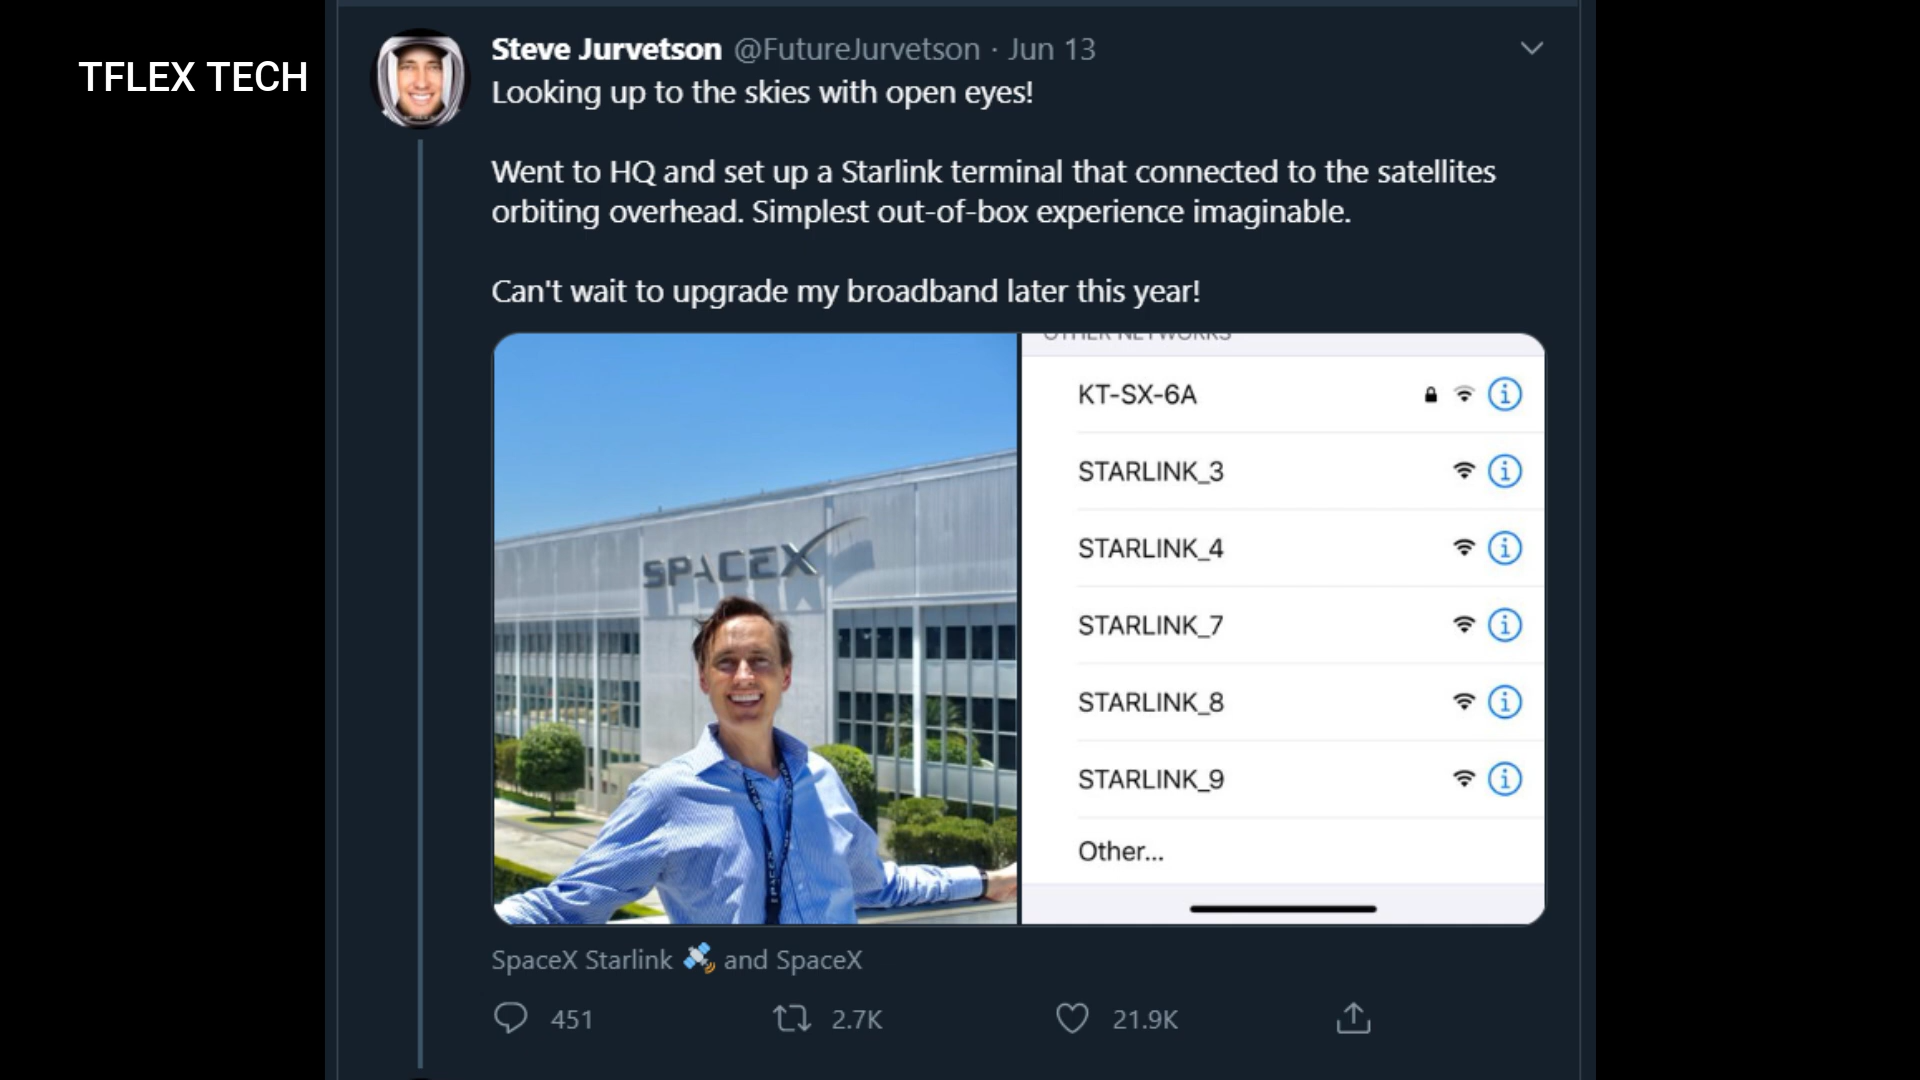 TFLEX TECH
Steve Jurvetson @FutureJurvetson · Jun 13
Looking up to the skies with open eyes!
Went to HQ and set up a Starlink terminal that connected to the satellites
orbiting overhead. Simplest out-of-box experience imaginable.
Can't wait to upgrade my broadband later this year!
SPACEX
SPACEX
OTHER NETWORKS
KT-SX-6A
STARLINK_3
STARLINK_4
STARLINK_7
STARLINK_8
STARLINK_9
Other...
SpaceX Starlink 🛰 and SpaceX
451 2.7K 21.9K